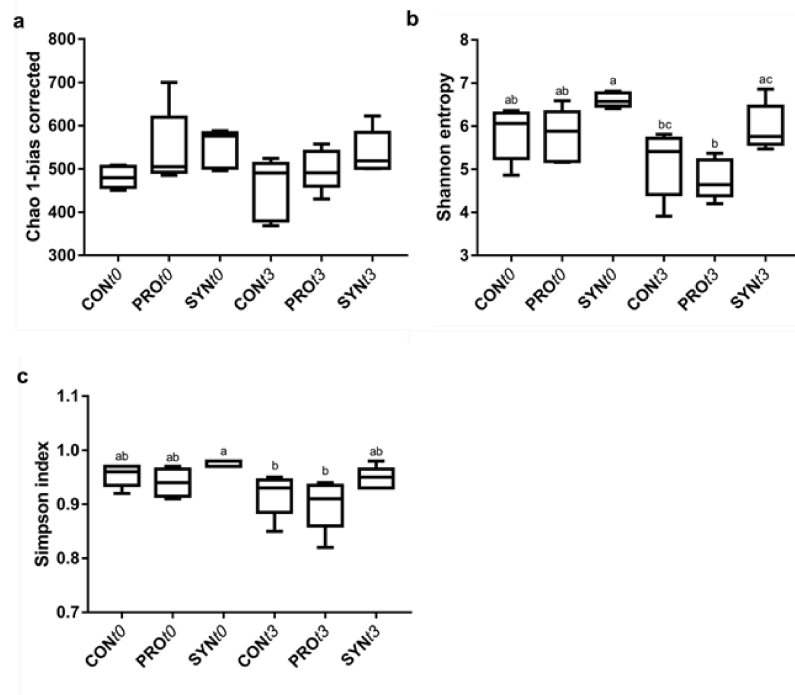 a
Chao 1-bias corrected
800
700
600
500
400
300
CONt0
PROt0
SYNt0
CONt3
PROt3
SYNt3
b
Shannon entropy
8
7
6
5
4
3
ab
ab
a
bc
b
ac
CONt0
PROt0
SYNt0
CONt3
PROt3
SYNt3
c
Simpson index
1.1
1.0
0.9
0.8
0.7
ab
ab
a
b
b
ab
CONt0
PROt0
SYNt0
CONt3
PROt3
SYNt3